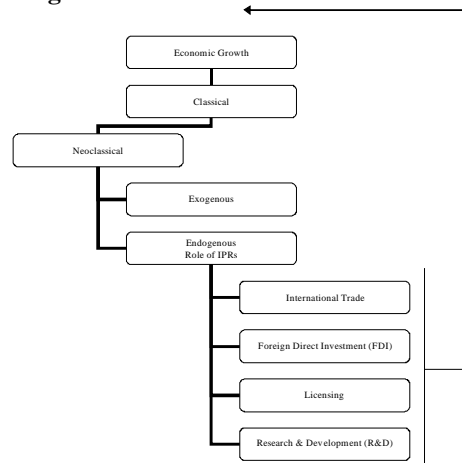 Economic Growth
Classical
Neoclassical
Exogenous
Endogenous
Role of IPRs
International Trade
Foreign Direct Investment (FDI)
Licensing
Research & Development (R&D)